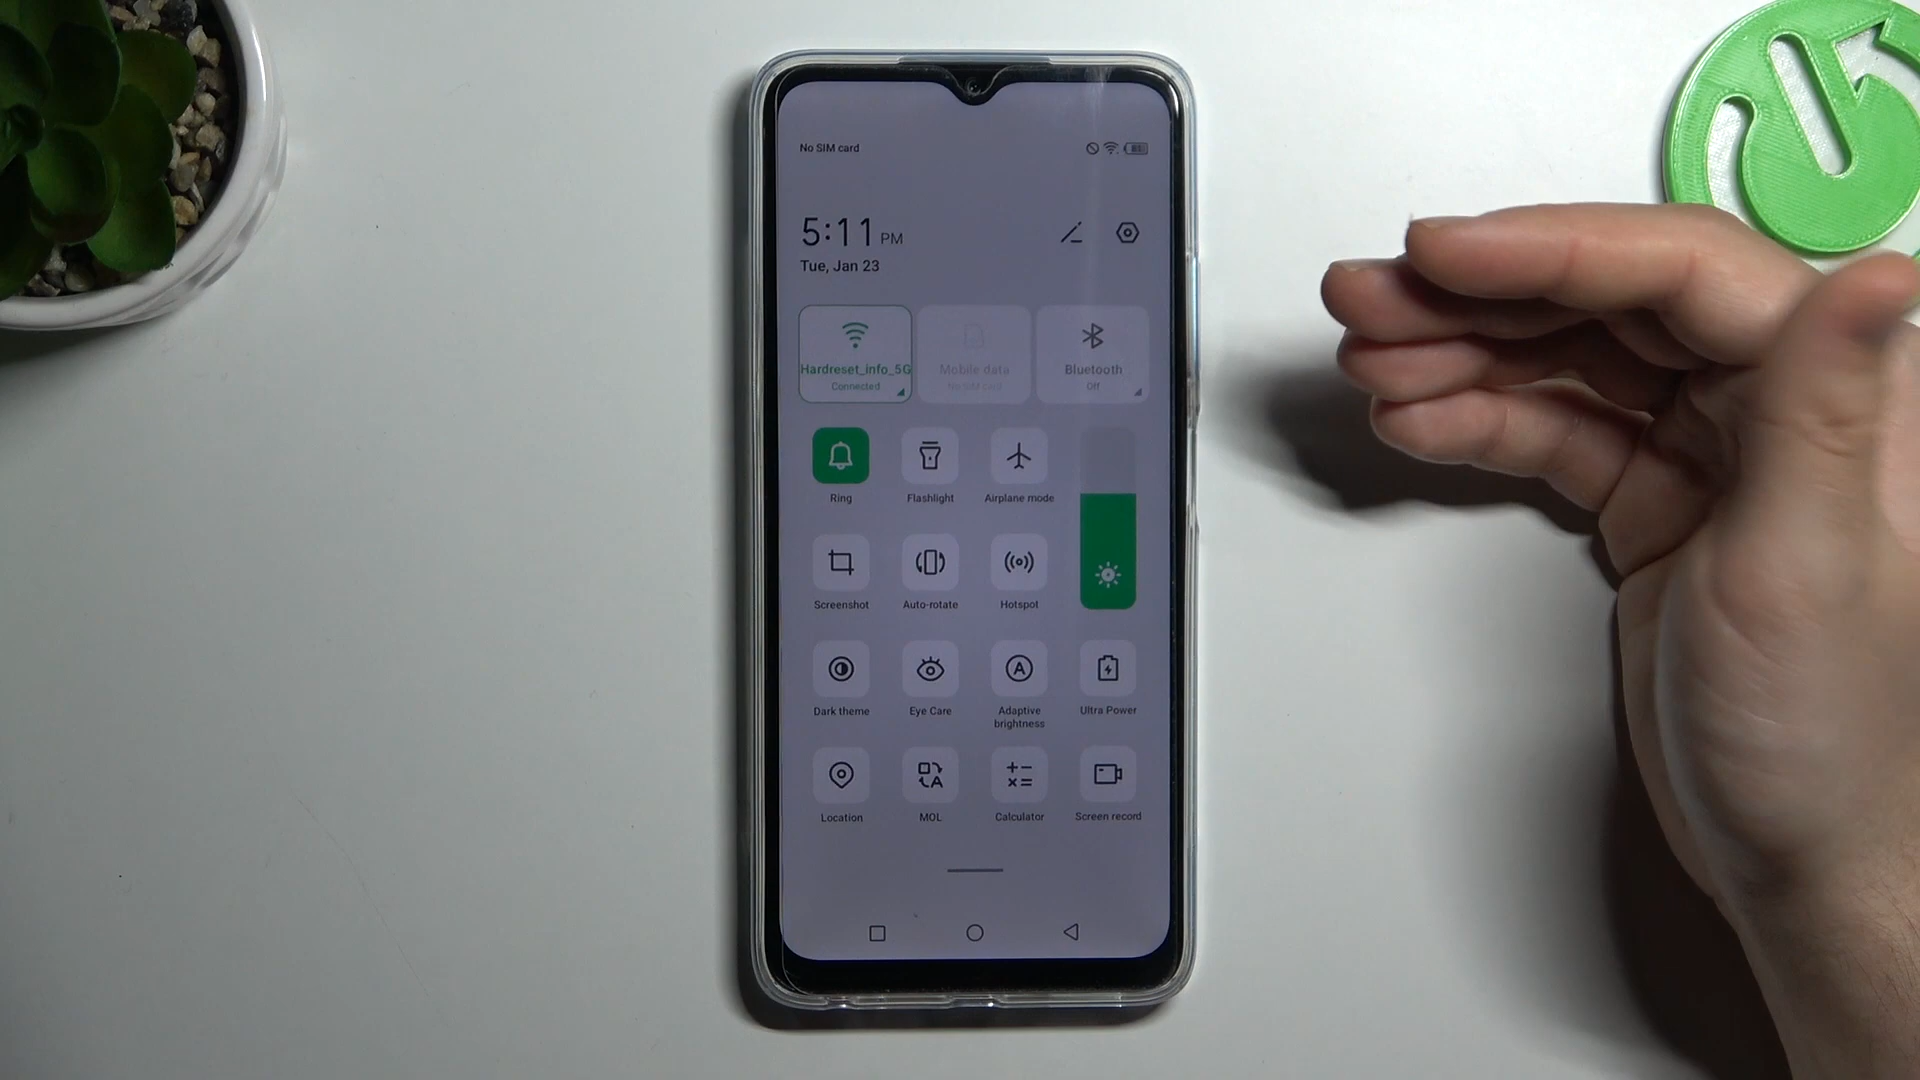 No SIM card
5:11 PM
Tue, Jan 23
Hardreset_info_5G
Connected
Mobile data
No SIM card
Bluetooth
Off
Ring
Flashlight
Airplane mode
Screenshot
Auto-rotate
Hotspot
Dark theme
Eye Care
Adaptive
brightness
Ultra Power
Location
MOL
Calculator
Screen record